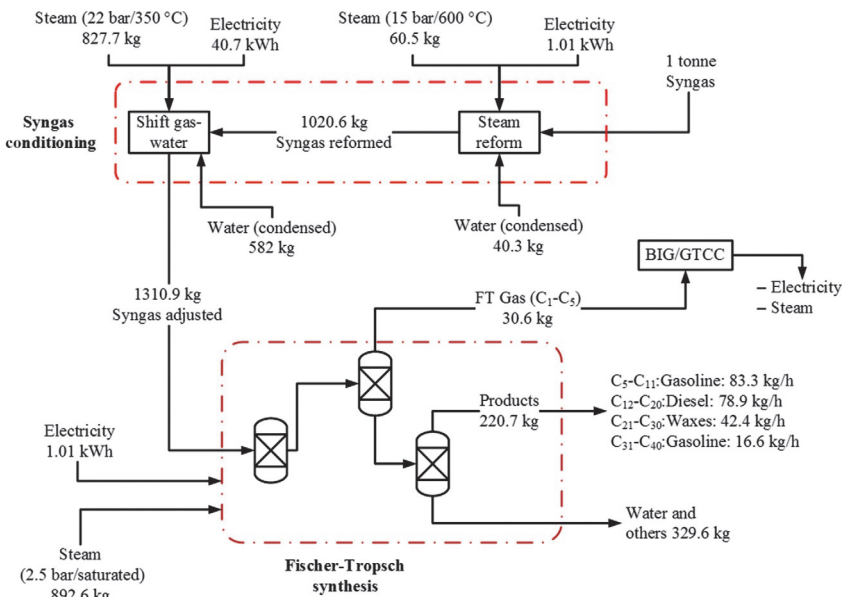 Steam (22 bar/350 °C)
827.7 kg
Electricity
40.7 kWh
Steam (15 bar/600 °C)
60.5 kg
Electricity
1.01 kWh
1 tonne
Syngas
Syngas
conditioning
Shift gas-
water
1020.6 kg
Syngas reformed
Steam
reform
Water (condensed)
582 kg
Water (condensed)
40.3 kg
BIG/GTCC
– Electricity
– Steam
1310.9 kg
Syngas adjusted
FT Gas (C₁-C₅)
30.6 kg
Products
220.7 kg
C₅-C₁₁:Gasoline: 83.3 kg/h
C₁₂-C₂₀:Diesel: 78.9 kg/h
C₂₁-C₃₀:Waxes: 42.4 kg/h
C₃₁-C₄₀:Gasoline: 16.6 kg/h
Electricity
1.01 kWh
Water and
others 329.6 kg
Steam
(2.5 bar/saturated)
892.6 kg
Fischer-Tropsch
synthesis